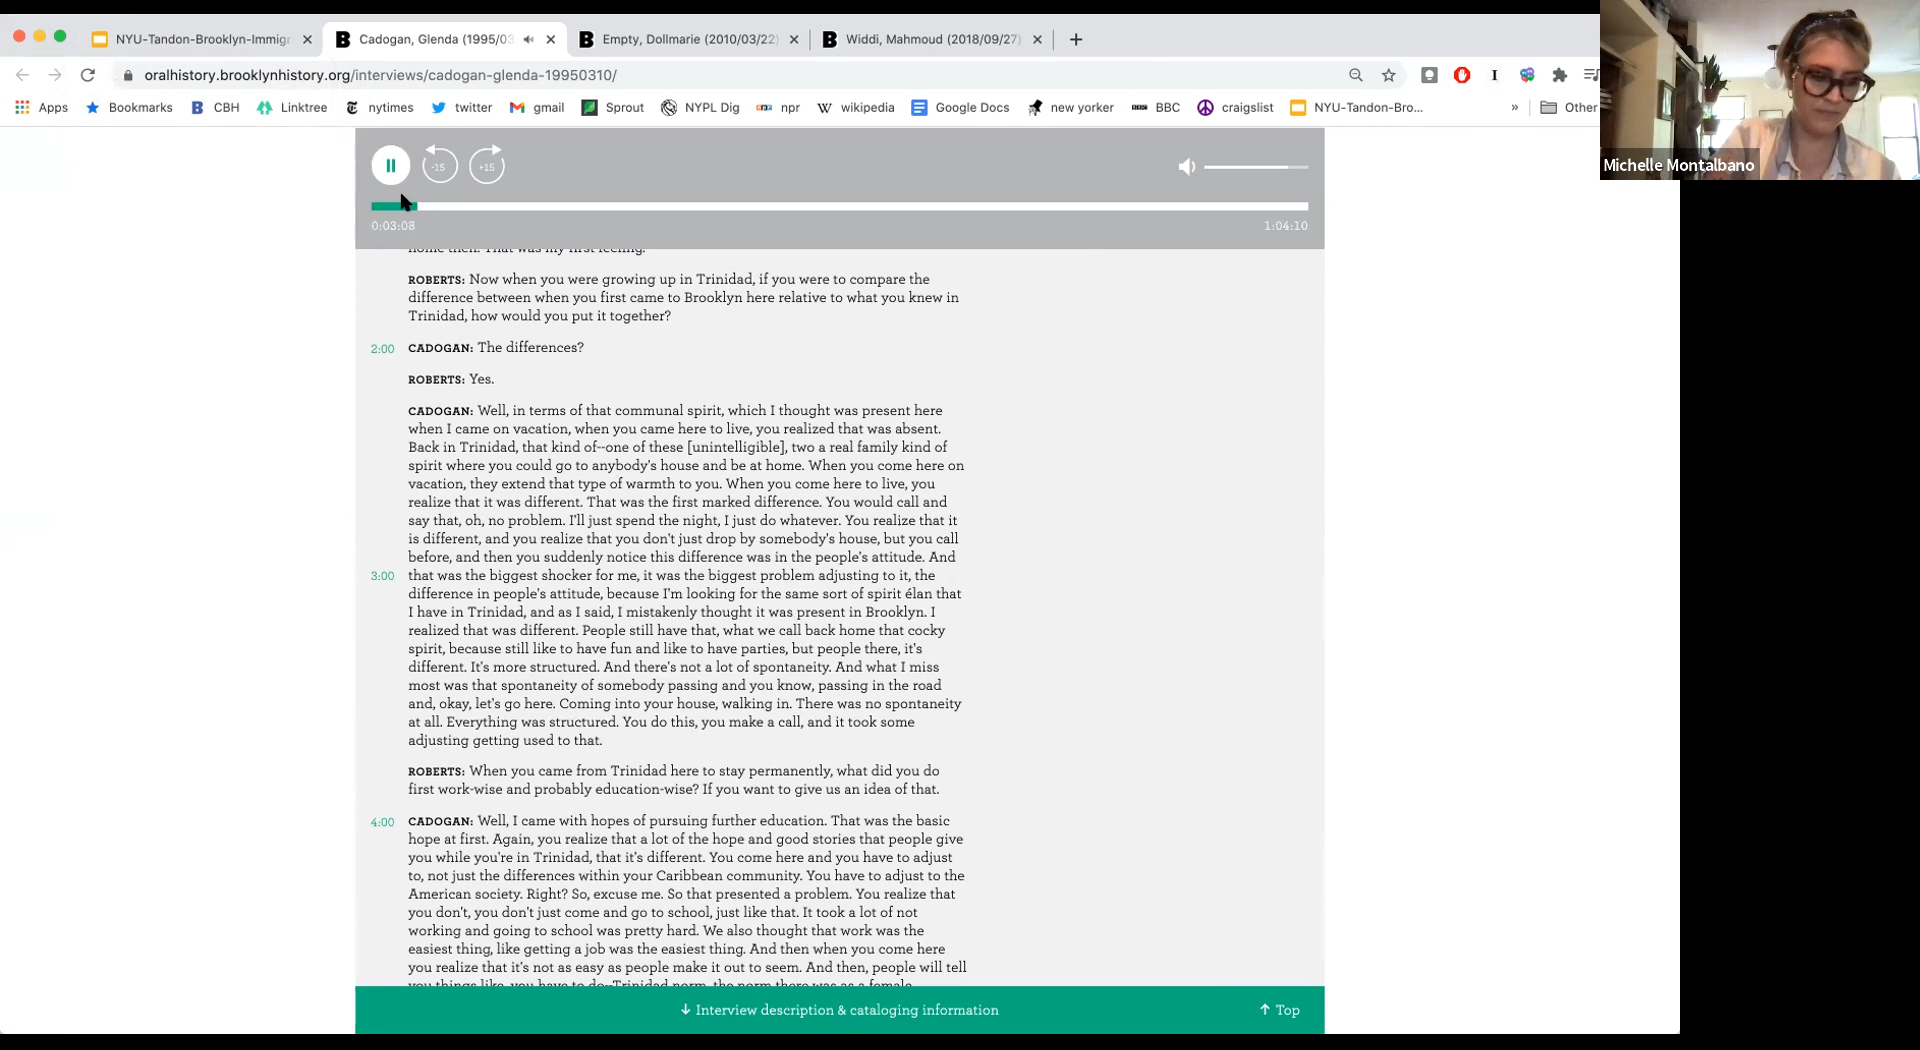 NYU-Tandon-Brooklyn-Immigr
Cadogan, Glenda (1995/03
Empty, Dollmarie (2010/03/22)
Widdi, Mahmoud (2018/09/27)
oralhistory.brooklynhistory.org/interviews/cadogan-glenda-19950310/
Apps Bookmarks CBH Linktree nytimes twitter gmail Sprout NYPL Dig npr wikipedia Google Docs new yorker BBC craigslist NYU-Tandon-Bro... » Other
Michelle Montalbano
-15 +15
0:03:08 1:04:10
home then. That was my first feeling.
ROBERTS: Now when you were growing up in Trinidad, if you were to compare the
difference between when you first came to Brooklyn here relative to what you knew in
Trinidad, how would you put it together?
2:00 CADOGAN: The differences?
ROBERTS: Yes.
CADOGAN: Well, in terms of that communal spirit, which I thought was present here
when I came on vacation, when you came here to live, you realized that was absent.
Back in Trinidad, that kind of--one of these [unintelligible], two a real family kind of
spirit where you could go to anybody's house and be at home. When you come here on
vacation, they extend that type of warmth to you. When you come here to live, you
realize that it was different. That was the first marked difference. You would call and
say that, oh, no problem. I'll just spend the night, I just do whatever. You realize that it
is different, and you realize that you don't just drop by somebody's house, but you call
before, and then you suddenly notice this difference was in the people's attitude. And
3:00 that was the biggest shocker for me, it was the biggest problem adjusting to it, the
difference in people's attitude, because I'm looking for the same sort of spirit élan that
I have in Trinidad, and as I said, I mistakenly thought it was present in Brooklyn. I
realized that was different. People still have that, what we call back home that cocky
spirit, because still like to have fun and like to have parties, but people there, it's
different. It's more structured. And there's not a lot of spontaneity. And what I miss
most was that spontaneity of somebody passing and you know, passing in the road
and, okay, let's go here. Coming into your house, walking in. There was no spontaneity
at all. Everything was structured. You do this, you make a call, and it took some
adjusting getting used to that.
ROBERTS: When you came from Trinidad here to stay permanently, what did you do
first work-wise and probably education-wise? If you want to give us an idea of that.
4:00 CADOGAN: Well, I came with hopes of pursuing further education. That was the basic
hope at first. Again, you realize that a lot of the hope and good stories that people give
you while you're in Trinidad, that it's different. You come here and you have to adjust
to, not just the differences within your Caribbean community. You have to adjust to the
American society. Right? So, excuse me. So that presented a problem. You realize that
you don't, you don't just come and go to school, just like that. It took a lot of not
working and going to school was pretty hard. We also thought that work was the
easiest thing, like getting a job was the easiest thing. And then when you come here
you realize that it's not as easy as people make it out to seem. And then, people will tell
you things like, you have to do--Trinidad norm, the norm there was as a female
↓ Interview description & cataloging information
↑ Top